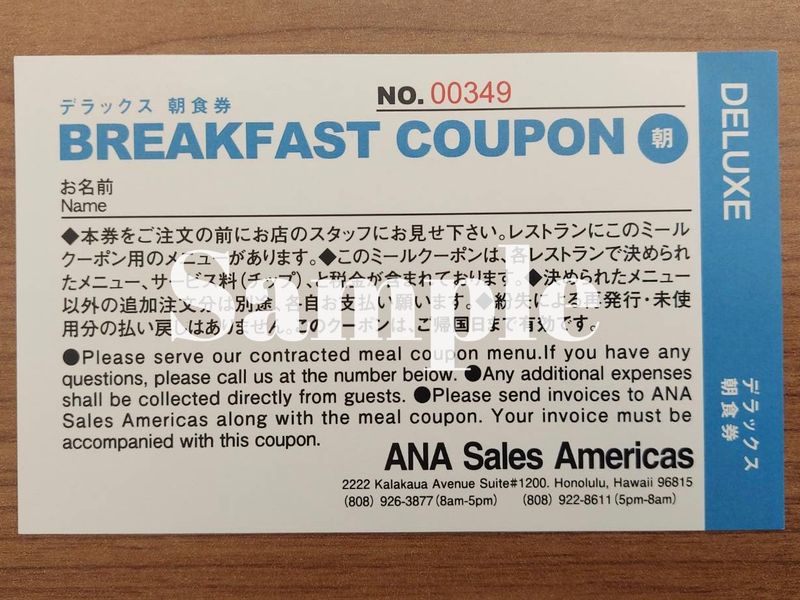 デラックス 朝食券
NO. 00349
BREAKFAST COUPON 朝
お名前
Name
◆本券をご注文の前にお店のスタッフにお見せ下さい。レストランにこのミール
クーポン用のメニューがあります。◆このミールクーポンは、各レストランで決められ
たメニュー、サービス料(チップ)、と税金が含まれております。◆決められたメニュー
以外の追加注文分は別途、各自お支払い願います。◆紛失による再発行・未使
用分の払い戻しはありません。このクーポンは、ご帰国日まで有効です。
●Please serve our contracted meal coupon menu.If you have any
questions, please call us at the number below. ●Any additional expenses
shall be collected directly from guests. ●Please send invoices to ANA
Sales Americas along with the meal coupon. Your invoice must be
accompanied with this coupon.
ANA Sales Americas
2222 Kalakaua Avenue Suite#1200. Honolulu, Hawaii 96815
(808) 926-3877(8am-5pm) (808) 922-8611(5pm-8am)
DELUXE
デラックス
朝食券
Sample